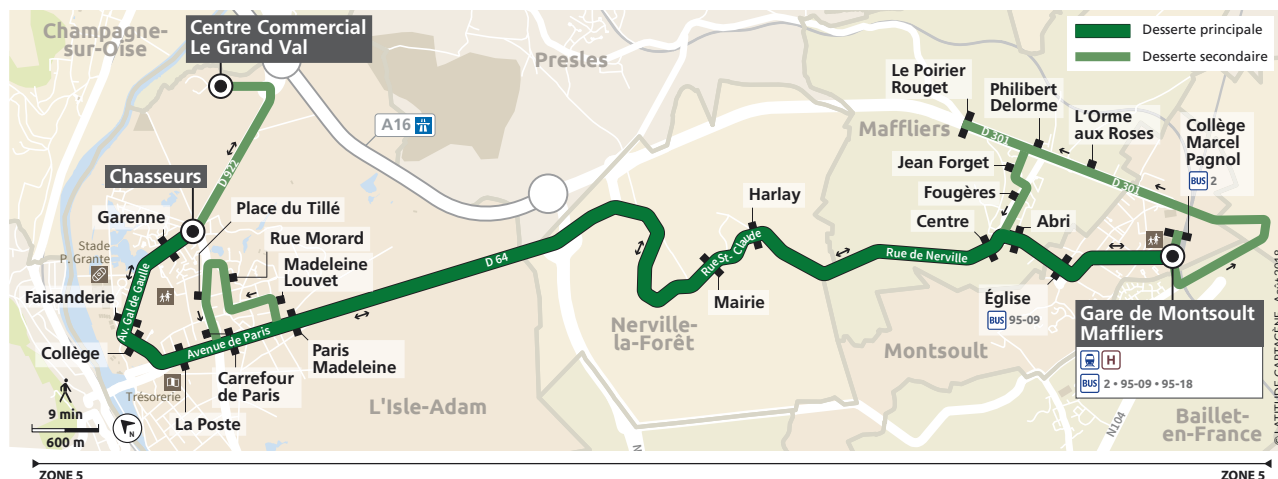 Champagne-
sur-Oise
Centre Commercial
Le Grand Val
Presles
A16
Desserte principale
Desserte secondaire
Le Poirier
Rouget
Philibert
Delorme
L'Orme
aux Roses
Collège
Marcel
Pagnol
BUS 2
Maffliers
D 301
D 301
Jean Forget
Fougères
Centre
Abri
Chasseurs
D 922
Garenne
Place du Tillé
Rue Morard
Madeleine
Louvet
Stade
P. Grante
Faisanderie
Av. Gal de Gaulle
Collège
Avenue de Paris
D 64
Harlay
Rue St- Claude
Mairie
Rue de Nerville
Église
BUS 95-09
Gare de Montsoult
Maffliers
H
BUS 2 • 95-09 • 95-18
Nerville-
la-Forêt
Montsoult
Paris
Madeleine
Carrefour
de Paris
Trésorerie
La Poste
L'Isle-Adam
9 min
600 m
N
N
N104
Baillet-
en-France
ZONE 5
ZONE 5